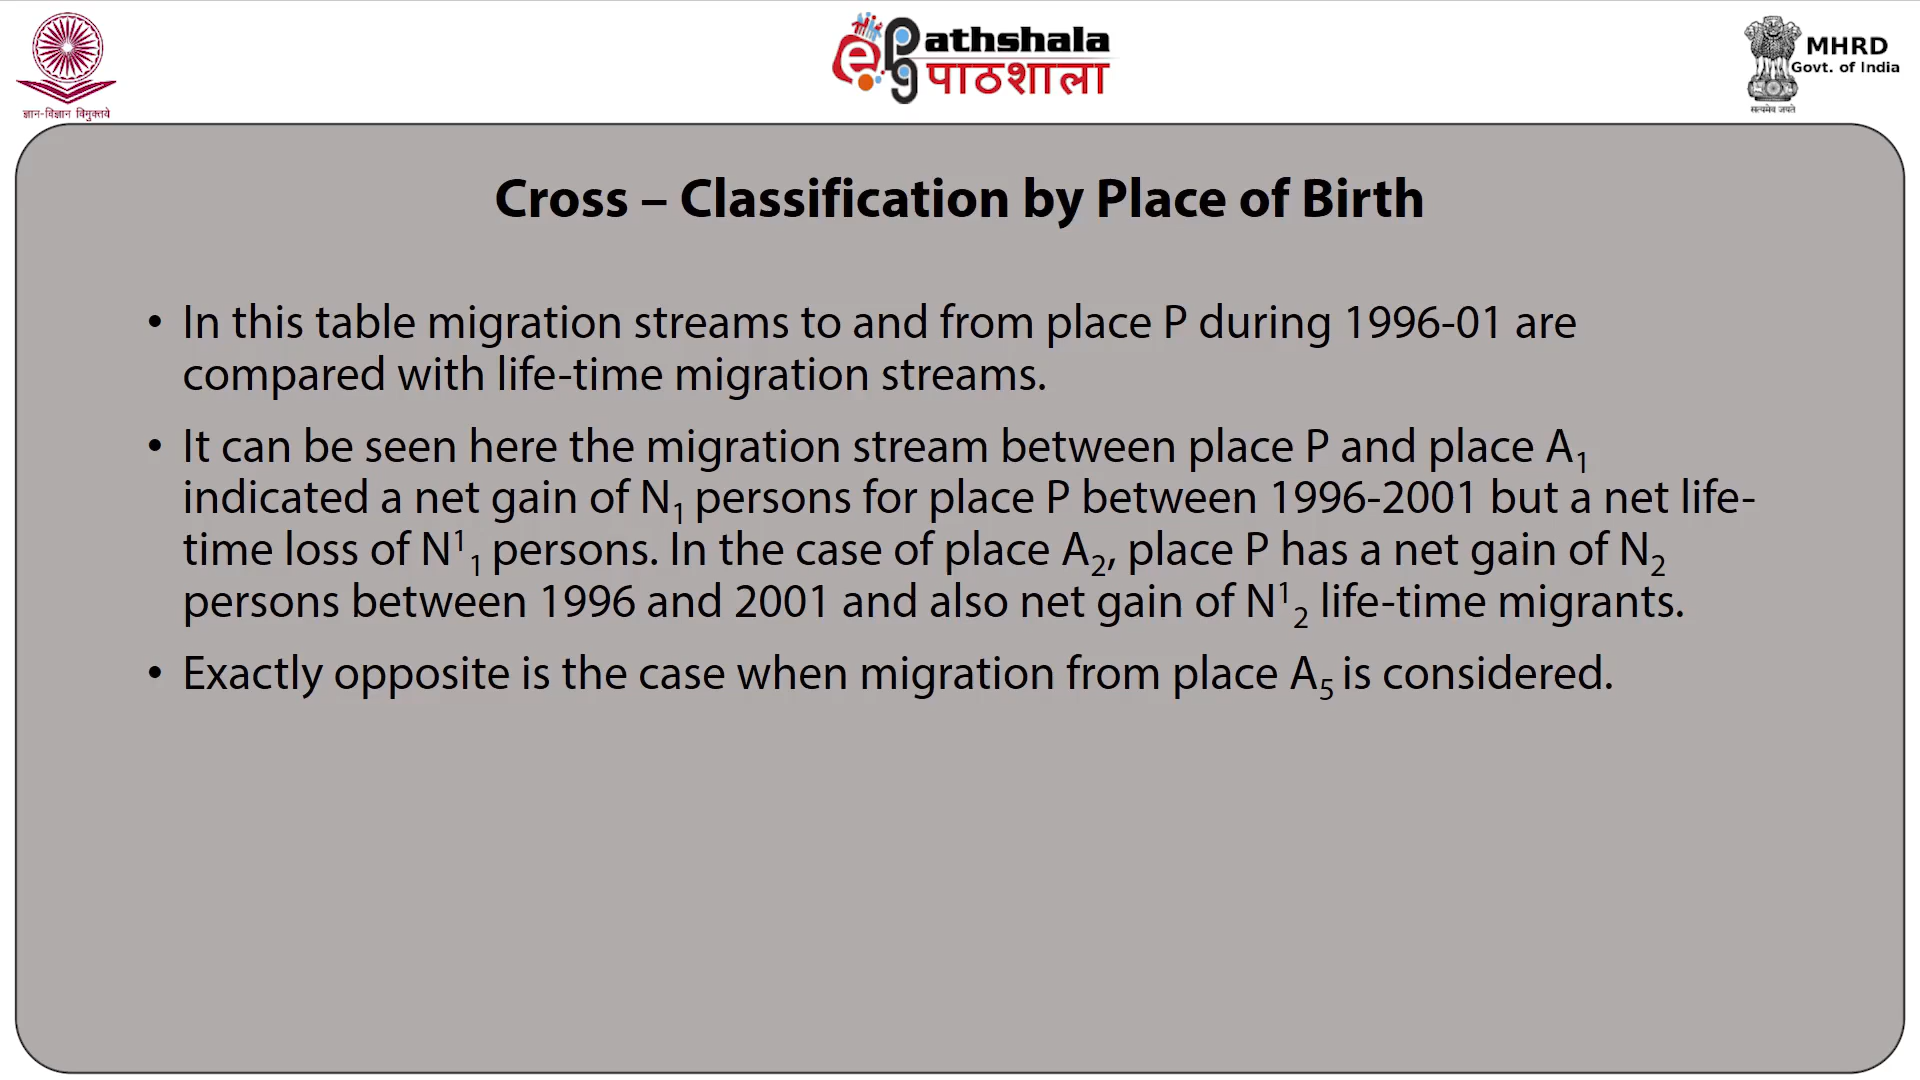 ज्ञान-विज्ञान विमुक्तये
e PG Pathshala
पाठशाला
MHRD
Govt. of India
सत्यमेव जयते
Cross – Classification by Place of Birth
• In this table migration streams to and from place P during 1996-01 are
compared with life-time migration streams.
• It can be seen here the migration stream between place P and place A₁
indicated a net gain of N₁ persons for place P between 1996-2001 but a net life-
time loss of N¹₁ persons. In the case of place A₂, place P has a net gain of N₂
persons between 1996 and 2001 and also net gain of N¹₂ life-time migrants.
• Exactly opposite is the case when migration from place A₅ is considered.